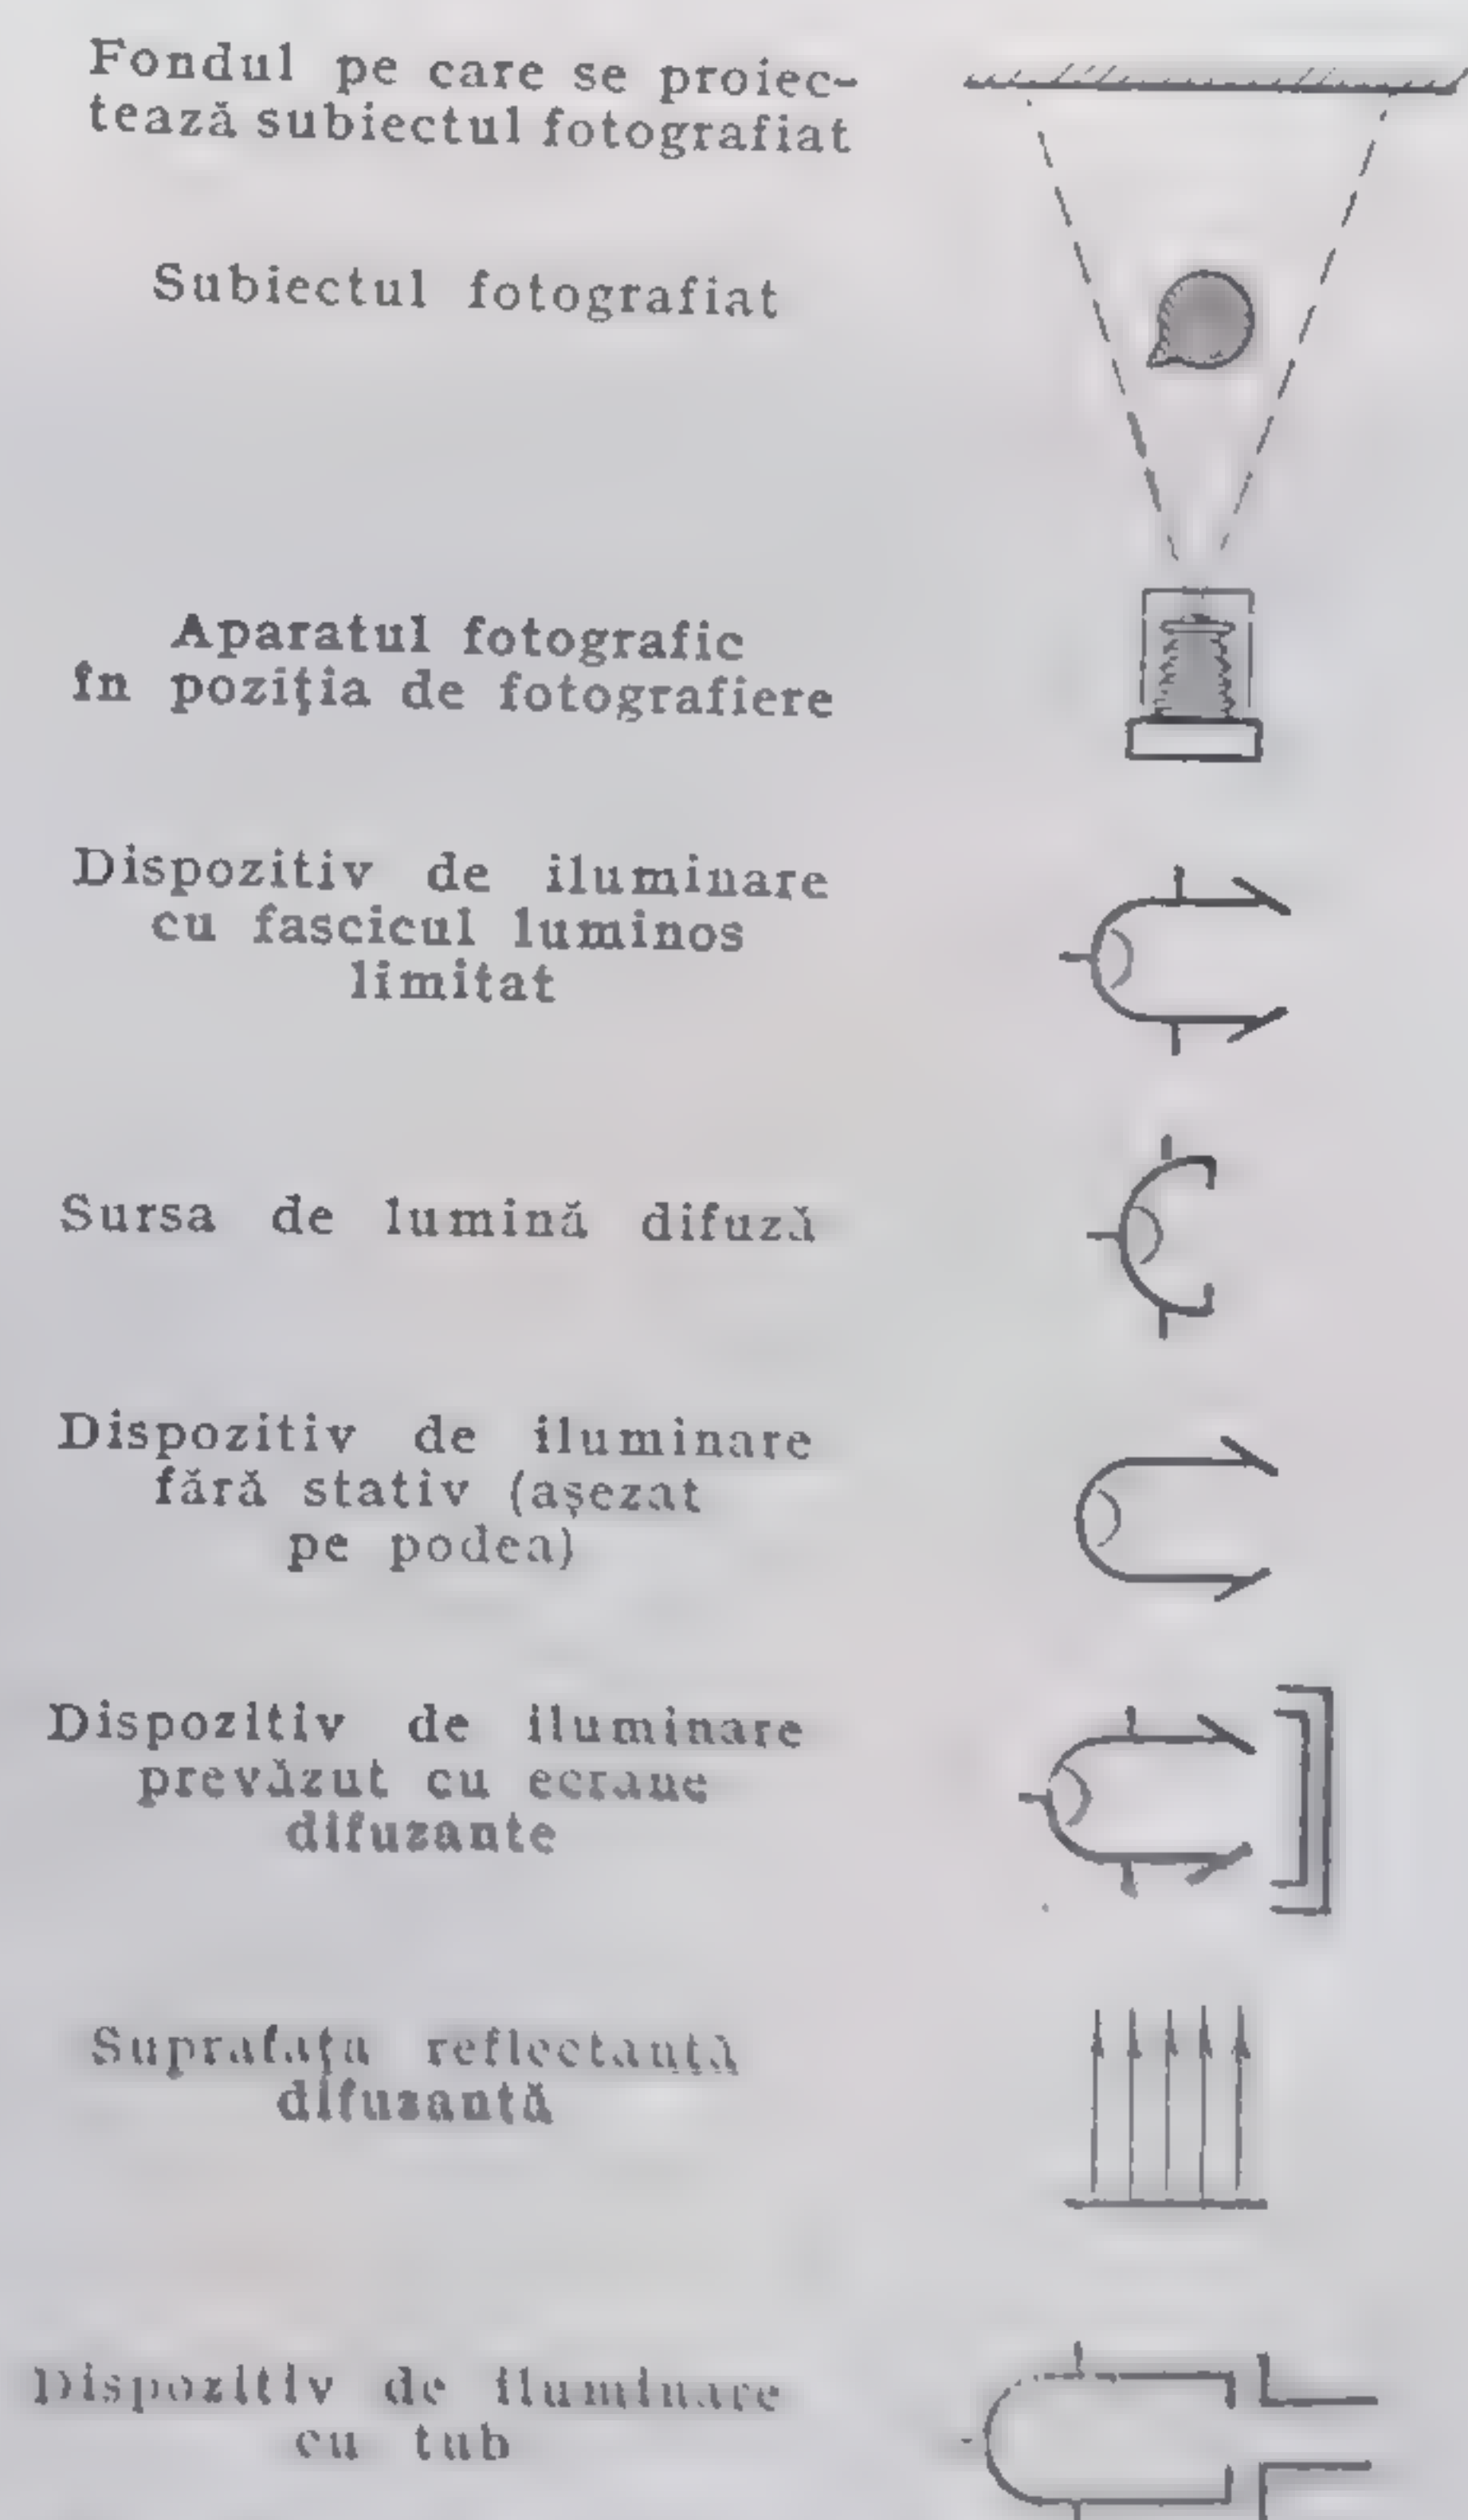 Fondul pe care se proiec-
tează subiectul fotografiat
Subiectul fotografiat
Aparatul fotografic
în poziţia de fotografiere
Dispozitiv de iluminare
cu fascicul luminos
limitat
Sursa de lumină difuză
Dispozitiv de iluminare
fără stativ (aşezat
pe podea)
Dispozitiv de iluminare
prevăzut cu ecrane
difuzante
Suprafaţa reflectantă
difuzantă
Dispozitiv de iluminare
cu tub